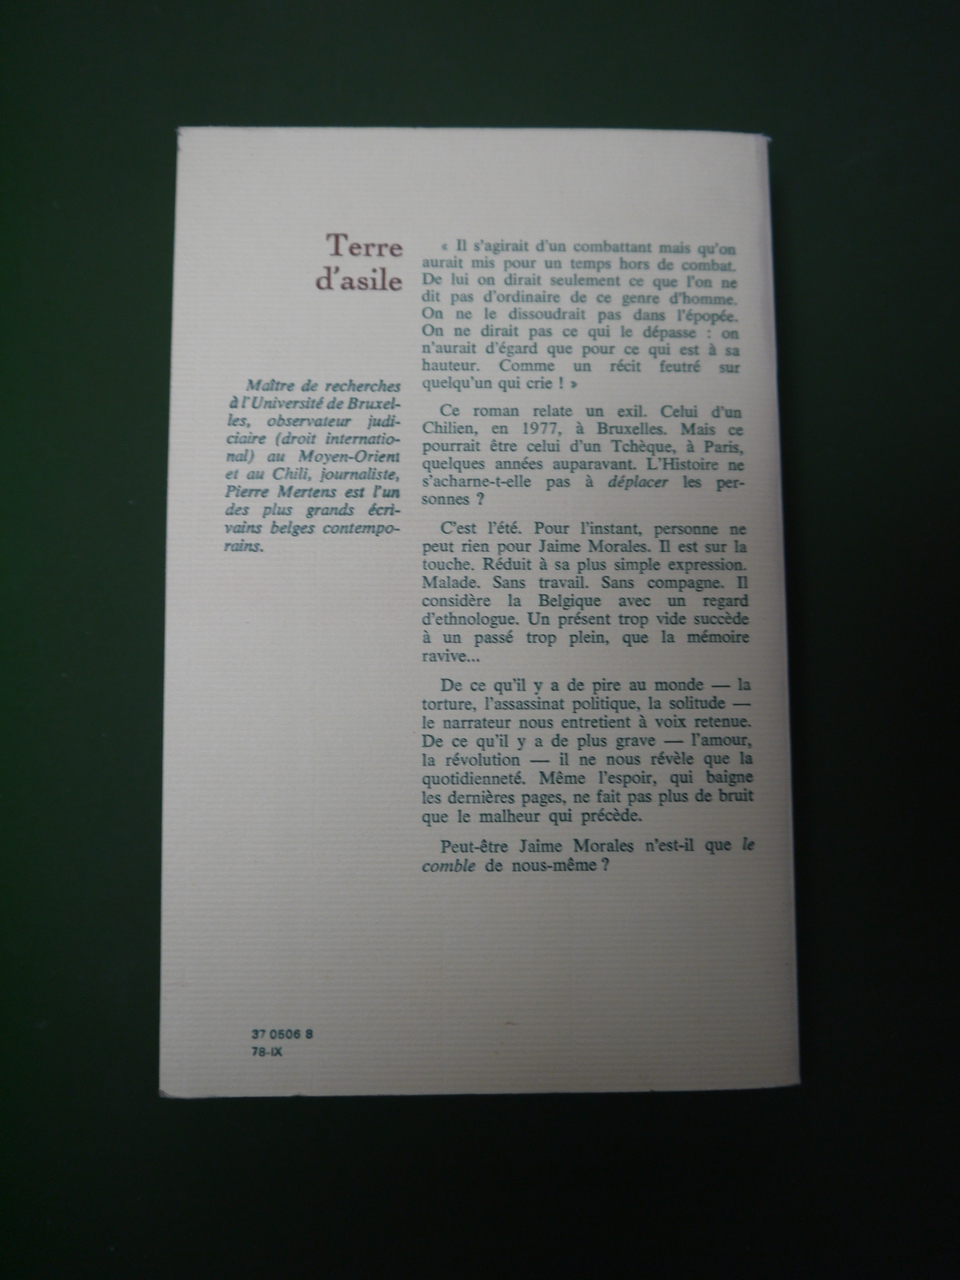 Terre
d'asile
Maître de recherches
à l'Université de Bruxel-
les, observateur judi-
ciaire (droit internatio-
nal) au Moyen-Orient
et au Chili, journaliste,
Pierre Mertens est l'un
des plus grands écri-
vains belges contempo-
rains.
« Il s'agirait d'un combattant mais qu'on
aurait mis pour un temps hors de combat.
De lui on dirait seulement ce que l'on ne
dit pas d'ordinaire de ce genre d'homme.
On ne le dissoudrait pas dans l'épopée.
On ne dirait pas ce qui le dépasse : on
n'aurait d'égard que pour ce qui est à sa
hauteur. Comme un récit feutré sur
quelqu'un qui crie ! »
Ce roman relate un exil. Celui d'un
Chilien, en 1977, à Bruxelles. Mais ce
pourrait être celui d'un Tchèque, à Paris,
quelques années auparavant. L'Histoire ne
s'acharne-t-elle pas à déplacer les per-
sonnes ?
C'est l'été. Pour l'instant, personne ne
peut rien pour Jaime Morales. Il est sur la
touche. Réduit à sa plus simple expression.
Malade. Sans travail. Sans compagne. Il
considère la Belgique avec un regard
d'ethnologue. Un présent trop vide succède
à un passé trop plein, que la mémoire
ravive...
De ce qu'il y a de pire au monde — la
torture, l'assassinat politique, la solitude —
le narrateur nous entretient à voix retenue.
De ce qu'il y a de plus grave — l'amour,
la révolution — il ne nous révèle que la
quotidienneté. Même l'espoir, qui baigne
les dernières pages, ne fait pas plus de bruit
que le malheur qui précède.
Peut-être Jaime Morales n'est-il que le
comble de nous-même ?
37 0506 8
78-IX